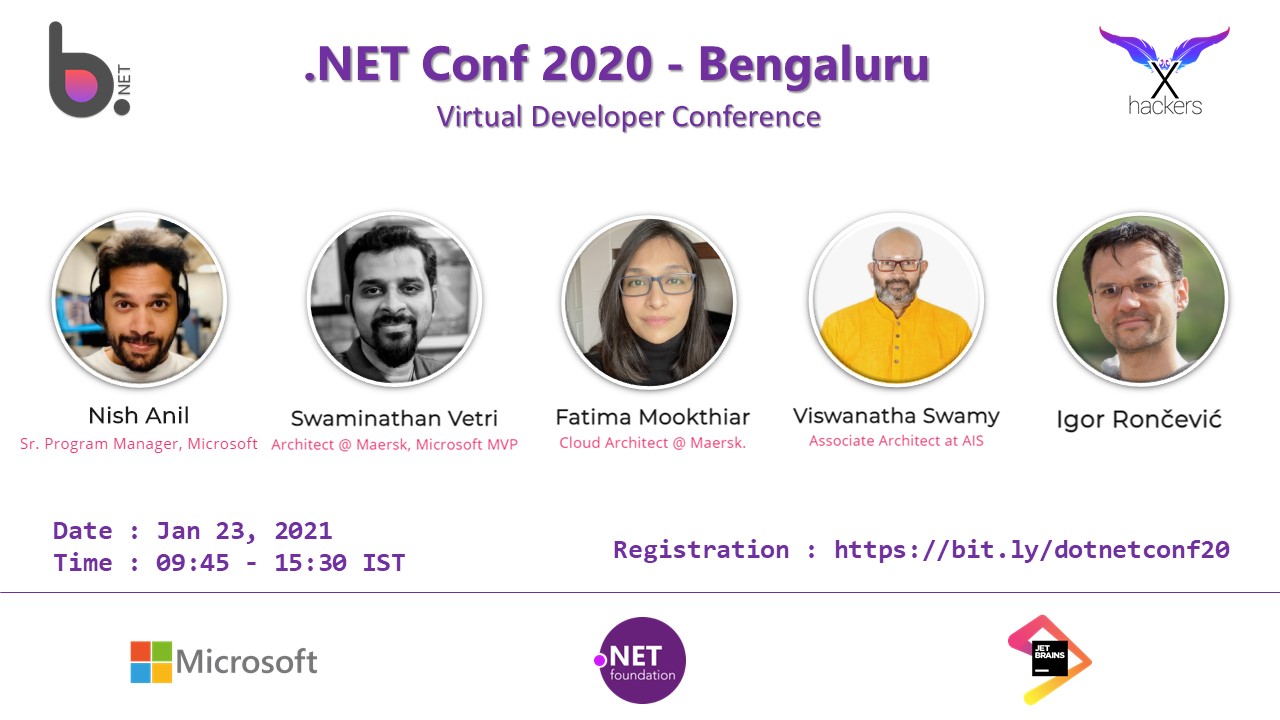 b.NET
.NET Conf 2020 - Bengaluru
Virtual Developer Conference
X
hackers
Nish Anil
Sr. Program Manager, Microsoft
Swaminathan Vetri
Architect @ Maersk, Microsoft MVP
Fatima Mookthiar
Cloud Architect @ Maersk.
Viswanatha Swamy
Associate Architect at AIS
Igor Rončević
Date : Jan 23, 2021
Time : 09:45 - 15:30 IST
Registration : https://bit.ly/dotnetconf20
Microsoft
.NET
foundation
JET
BRAINS